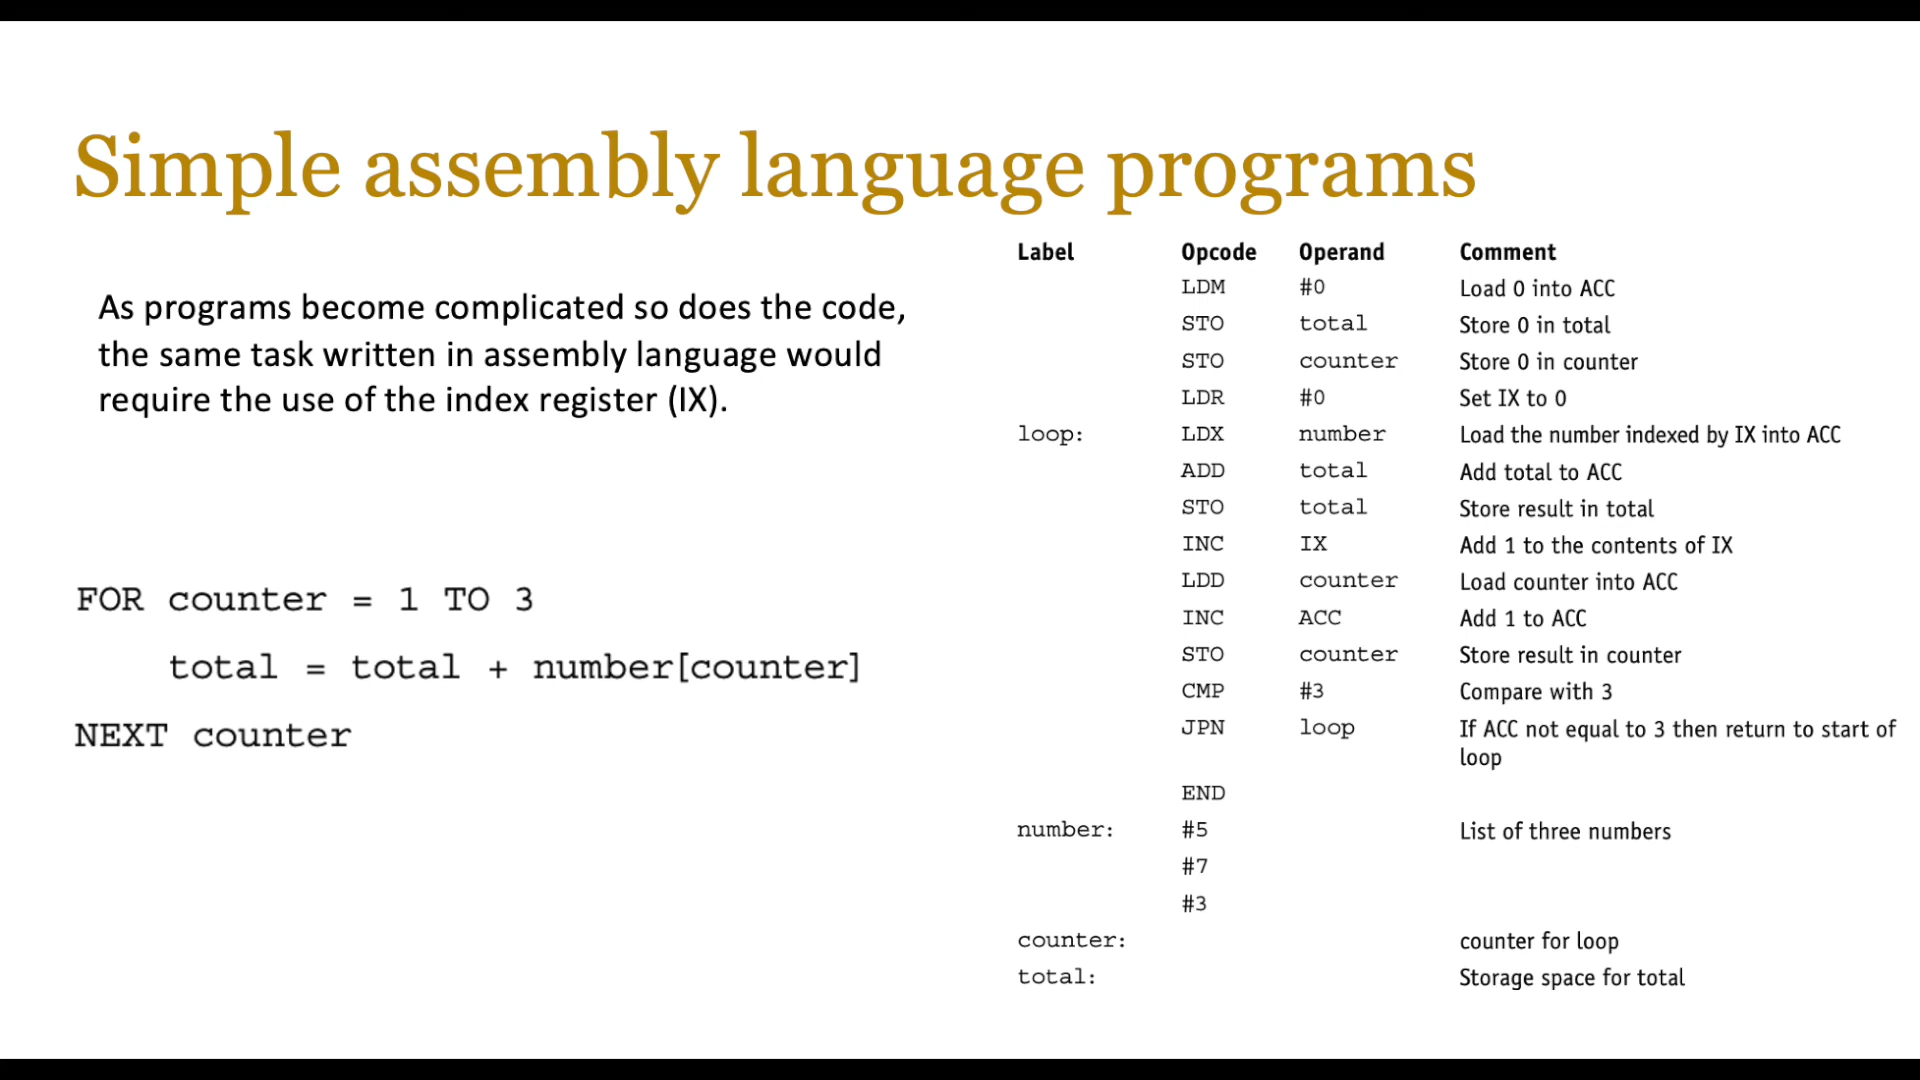 Simple assembly language programs
As programs become complicated so does the code,
the same task written in assembly language would
require the use of the index register (IX).
FOR counter = 1 TO 3
total = total + number[counter]
NEXT counter
Label Opcode Operand Comment
LDM #0 Load 0 into ACC
STO total Store 0 in total
STO counter Store 0 in counter
LDR #0 Set IX to 0
loop: LDX number Load the number indexed by IX into ACC
ADD total Add total to ACC
STO total Store result in total
INC IX Add 1 to the contents of IX
LDD counter Load counter into ACC
INC ACC Add 1 to ACC
STO counter Store result in counter
CMP #3 Compare with 3
JPN loop If ACC not equal to 3 then return to start of
loop
END
number: #5 List of three numbers
#7
#3
counter: counter for loop
total: Storage space for total